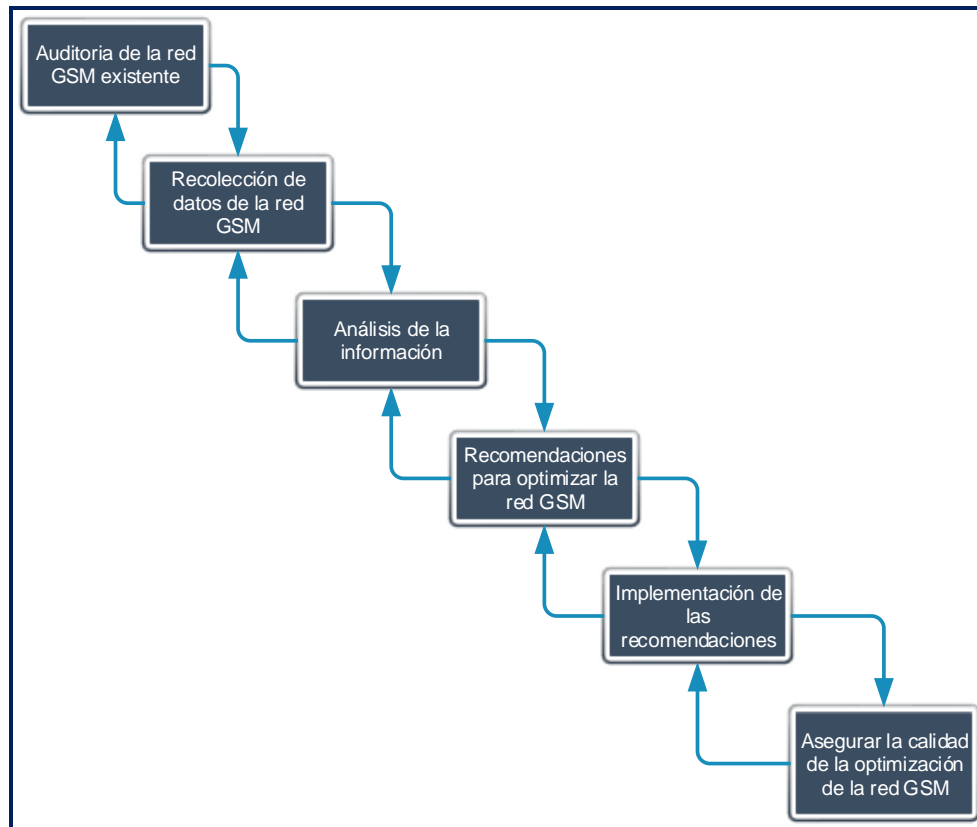 Auditoria de la red
GSM existente
Recolección de
datos de la red
GSM
Análisis de la
información
Recomendaciones
para optimizar la
red GSM
Implementación de
las
recomendaciones
Asegurar la calidad
de la optimización
de la red GSM